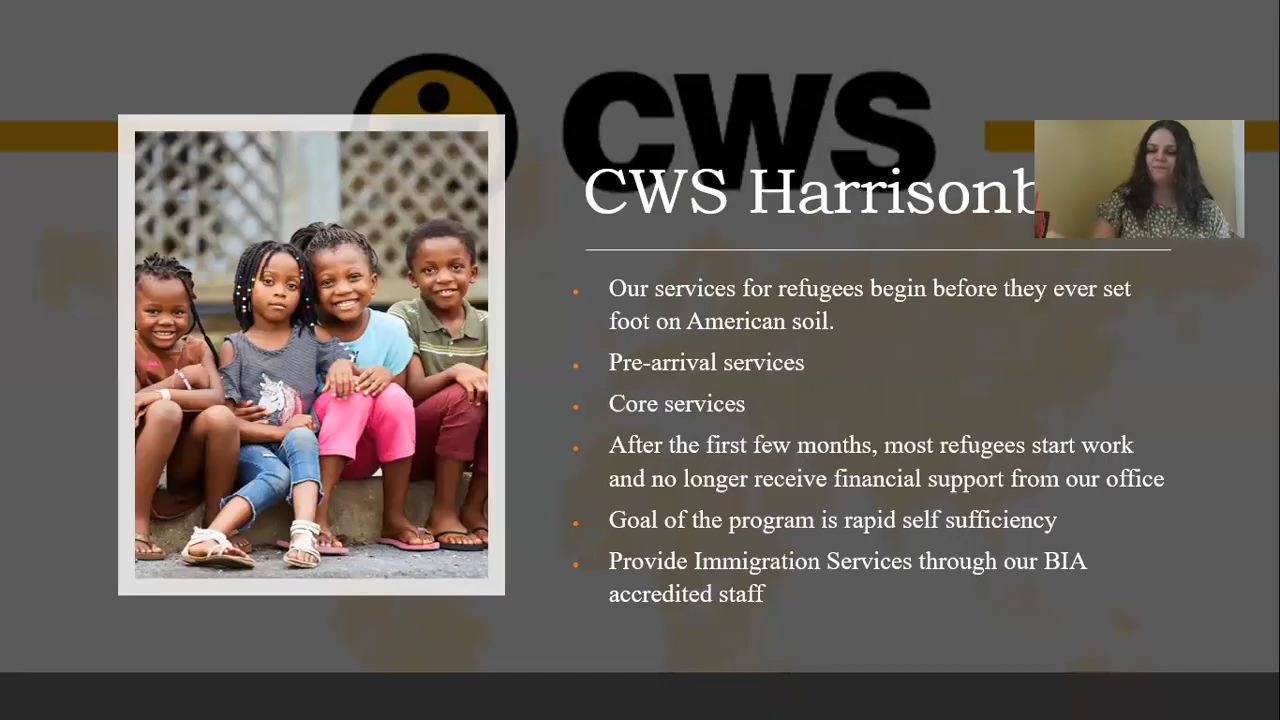 CWS
CWS Harrisonb
Our services for refugees begin before they ever set
foot on American soil.
Pre-arrival services
Core services
After the first few months, most refugees start work
and no longer receive financial support from our office
Goal of the program is rapid self sufficiency
Provide Immigration Services through our BIA
accredited staff